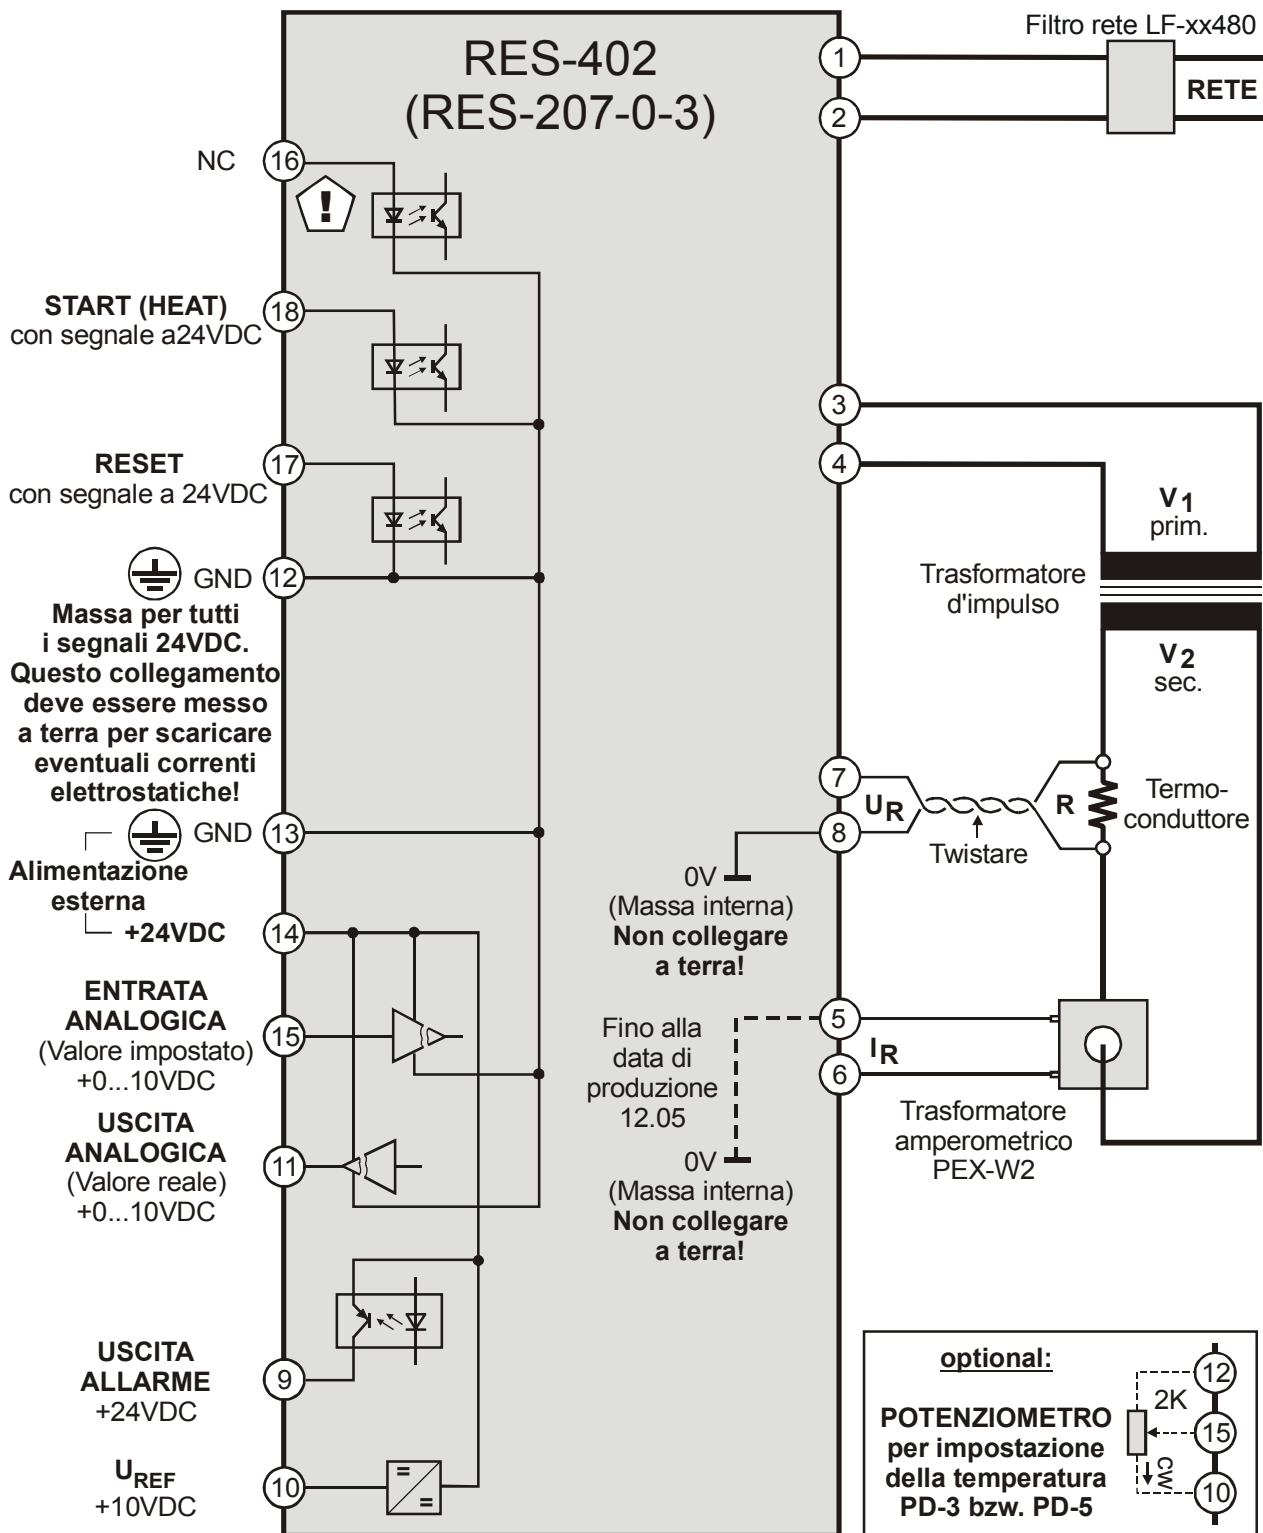 Filtro rete LF-xx480
RES-402
(RES-207-0-3)
1
2
RETE
NC
16
!
START (HEAT)
con segnale a24VDC
18
3
4
RESET
con segnale a 24VDC
17
V1
prim.
GND
12
Trasformatore
d'impulso
Massa per tutti
i segnali 24VDC.
Questo collegamento
deve essere messo
a terra per scaricare
eventuali correnti
elettrostatiche!
V2
sec.
7
8
UR
R
Termo-
conduttore
Twistare
GND
13
Alimentazione
esterna
+24VDC
14
0V
(Massa interna)
Non collegare
a terra!
ENTRATA
ANALOGICA
(Valore impostato)
+0...10VDC
15
Fino alla
data di
produzione
12.05
5
6
IR
Trasformatore
amperometrico
PEX-W2
USCITA
ANALOGICA
(Valore reale)
+0...10VDC
11
0V
(Massa interna)
Non collegare
a terra!
USCITA
ALLARME
+24VDC
9
UREF
+10VDC
10
=
=
optional:
POTENZIOMETRO
per impostazione
della temperatura
PD-3 bzw. PD-5
2K
CW
12
15
10